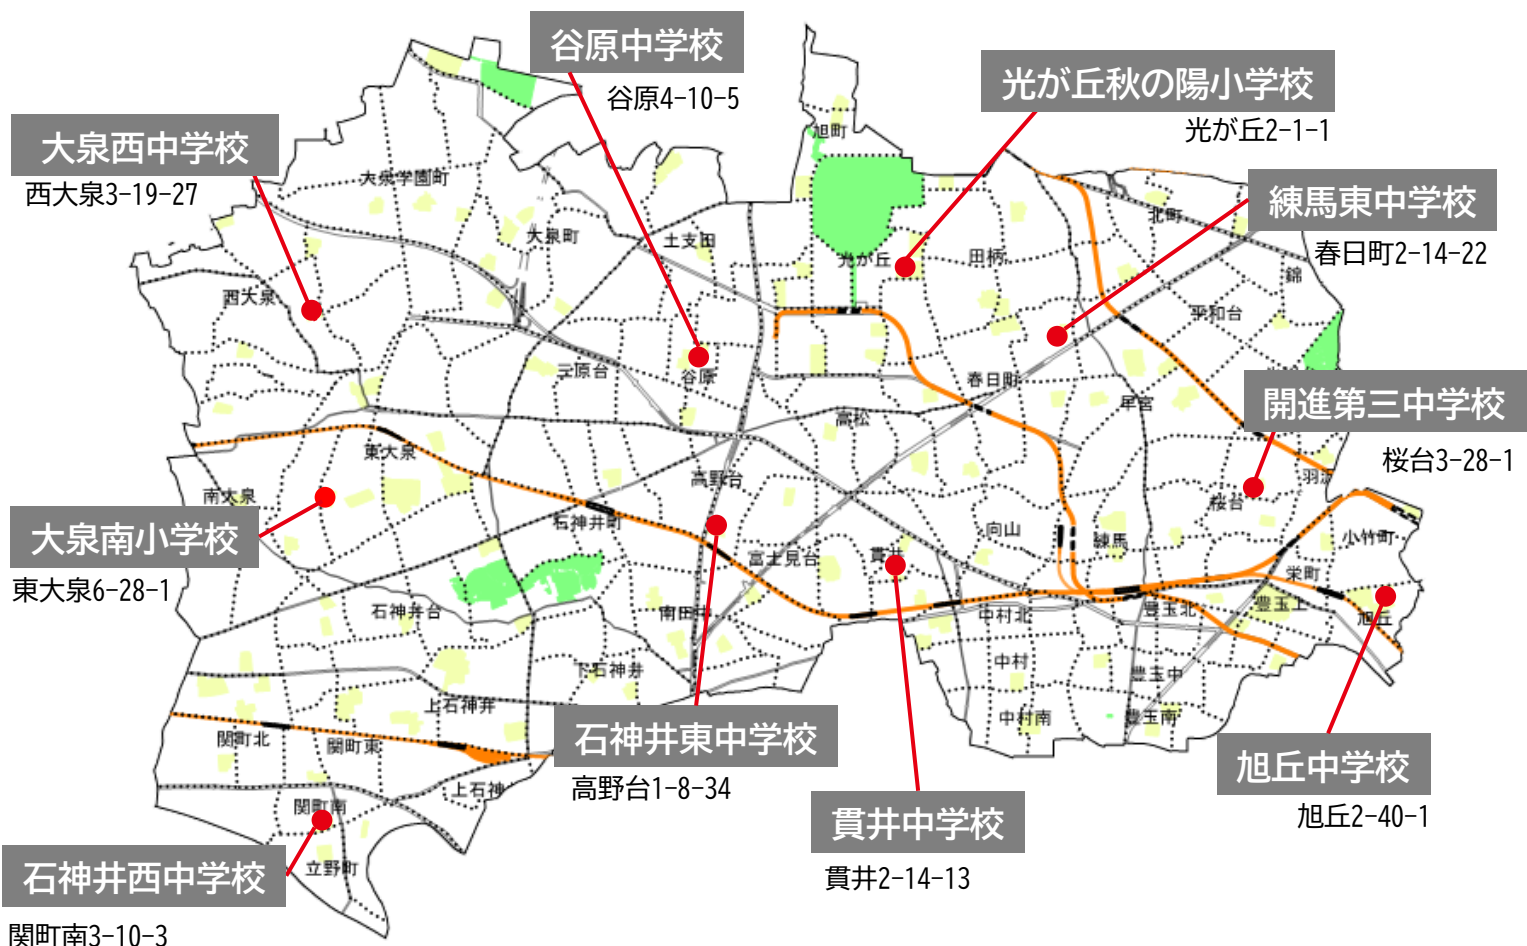 谷原中学校
谷原4-10-5
光が丘秋の陽小学校
光が丘2-1-1
大泉西中学校
西大泉3-19-27
練馬東中学校
春日町2-14-22
旭町
大泉学園町
北町
大泉町
土支田
光が丘
田柄
錦
西大泉
平和台
三原台
谷原
春日町
早宮
開進第三中学校
桜台3-28-1
高松
東大泉
高野台
羽沢
南大泉
桜台
大泉南小学校
東大泉6-28-1
石神井町
向山
練馬
小竹町
富士見台
貫井
栄町
石神井台
南田中
中村北
豊玉北
豊玉上
旭丘
下石神井
中村
豊玉中
上石神井
中村南
豊玉南
関町北
関町東
石神井東中学校
高野台1-8-34
旭丘中学校
旭丘2-40-1
上石神
関町南
貫井中学校
貫井2-14-13
立野町
石神井西中学校
関町南3-10-3